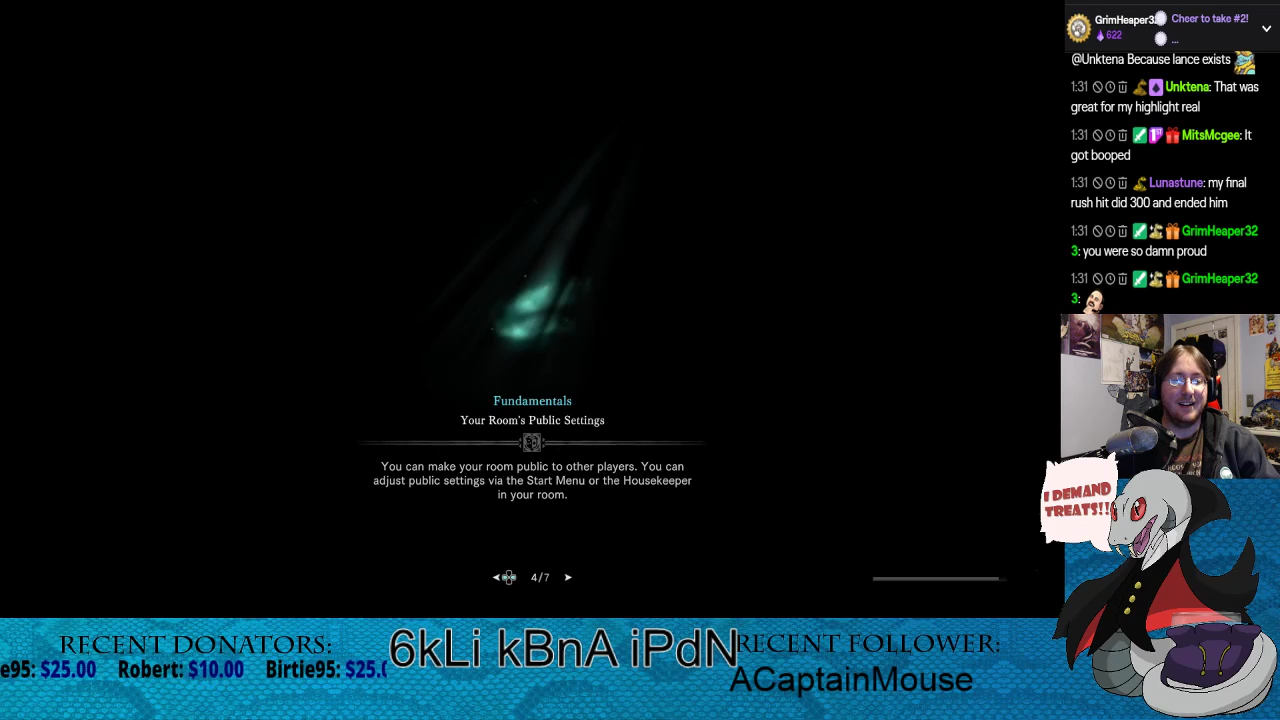 GrimHeaper3
622
Cheer to take #2!
...
@Unktena Because lance exists
1:31 Unktena: That was
great for my highlight real
1:31 MitsMcgee: It
got booped
1:31 Lunastune: my final
rush hit did 300 and ended him
1:31 GrimHeaper32
3: you were so damn proud
1:31 GrimHeaper32
3:
Fundamentals
Your Room's Public Settings
You can make your room public to other players. You can
adjust public settings via the Start Menu or the Housekeeper
in your room.
4/7
I DEMAND
TREATS!!
RECENT DONATORS:
e95: $25.00 Robert: $10.00 Birtie95: $25.0
6kLi kBnA iPdN
RECENT FOLLOWER:
ACaptainMouse